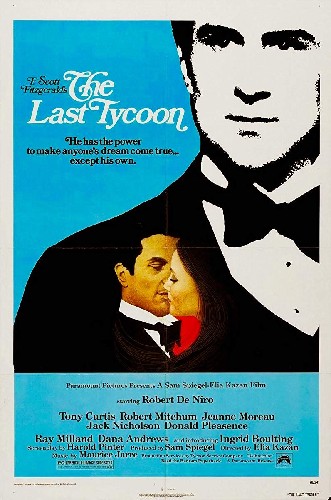 F. Scott
Fitzgerald's
The
Last Tycoon
He has the power
to make anyone's dream come true...
except his own.
Paramount Pictures Presents A Sam Spiegel-Elia Kazan Film
starring Robert De Niro
Tony Curtis Robert Mitchum Jeanne Moreau
Jack Nicholson Donald Pleasence
Ray Milland Dana Andrews and introducing Ingrid Boulting
Screenplay by Harold Pinter Produced by Sam Spiegel Directed by Elia Kazan
Music by Maurice Jarre